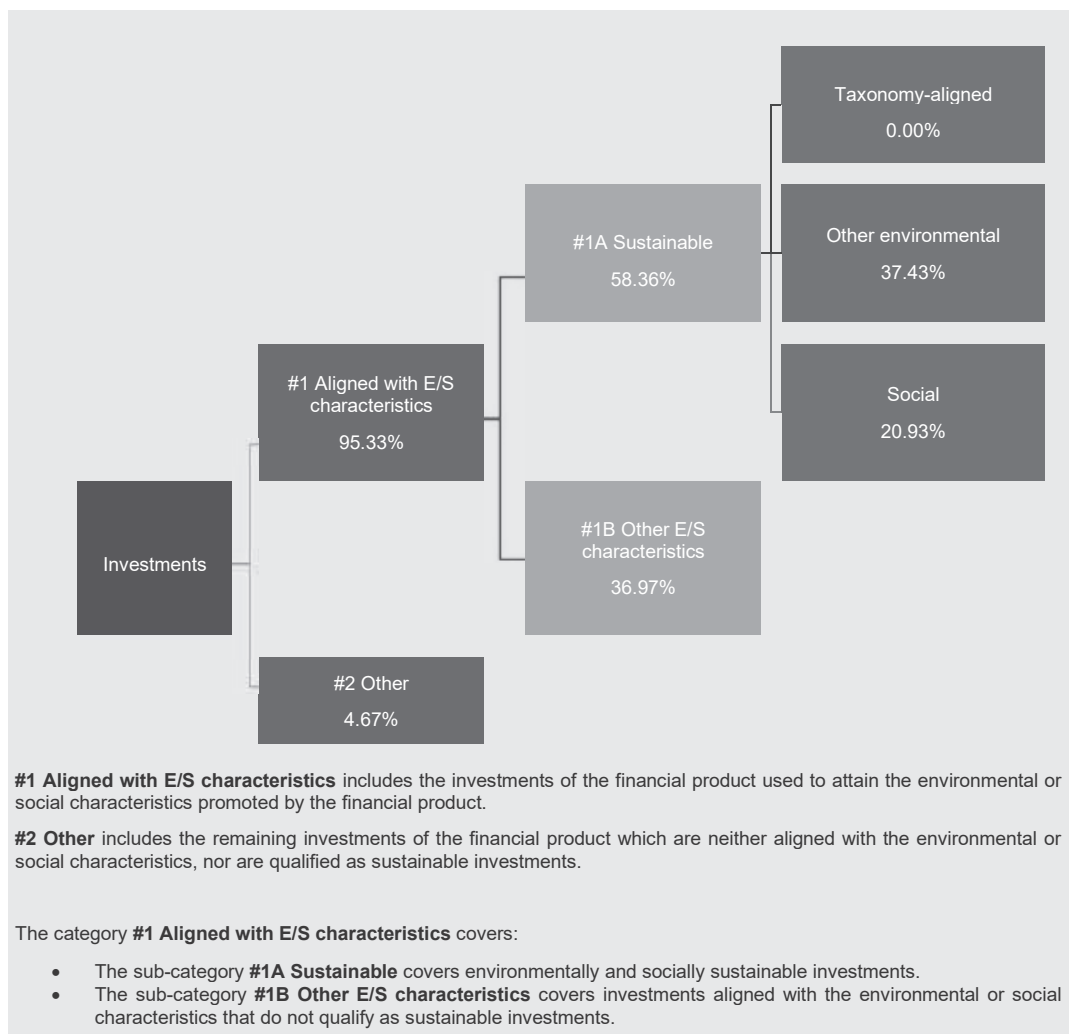 Taxonomy-aligned
0.00%
#1A Sustainable
58.36%
Other environmental
37.43%
#1 Aligned with E/S
characteristics
95.33%
Social
20.93%
Investments
#1B Other E/S
characteristics
36.97%
#2 Other
4.67%
#1 Aligned with E/S characteristics includes the investments of the financial product used to attain the environmental or
social characteristics promoted by the financial product.
#2 Other includes the remaining investments of the financial product which are neither aligned with the environmental or
social characteristics, nor are qualified as sustainable investments.
The category #1 Aligned with E/S characteristics covers:
• The sub-category #1A Sustainable covers environmentally and socially sustainable investments.
• The sub-category #1B Other E/S characteristics covers investments aligned with the environmental or social
characteristics that do not qualify as sustainable investments.